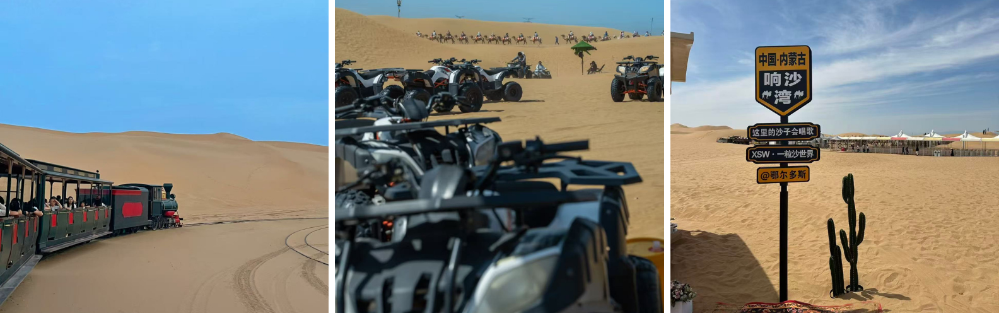 中国·内蒙古
响沙
湾
这里的沙子会唱歌
XSW·一粒沙世界
@鄂尔多斯